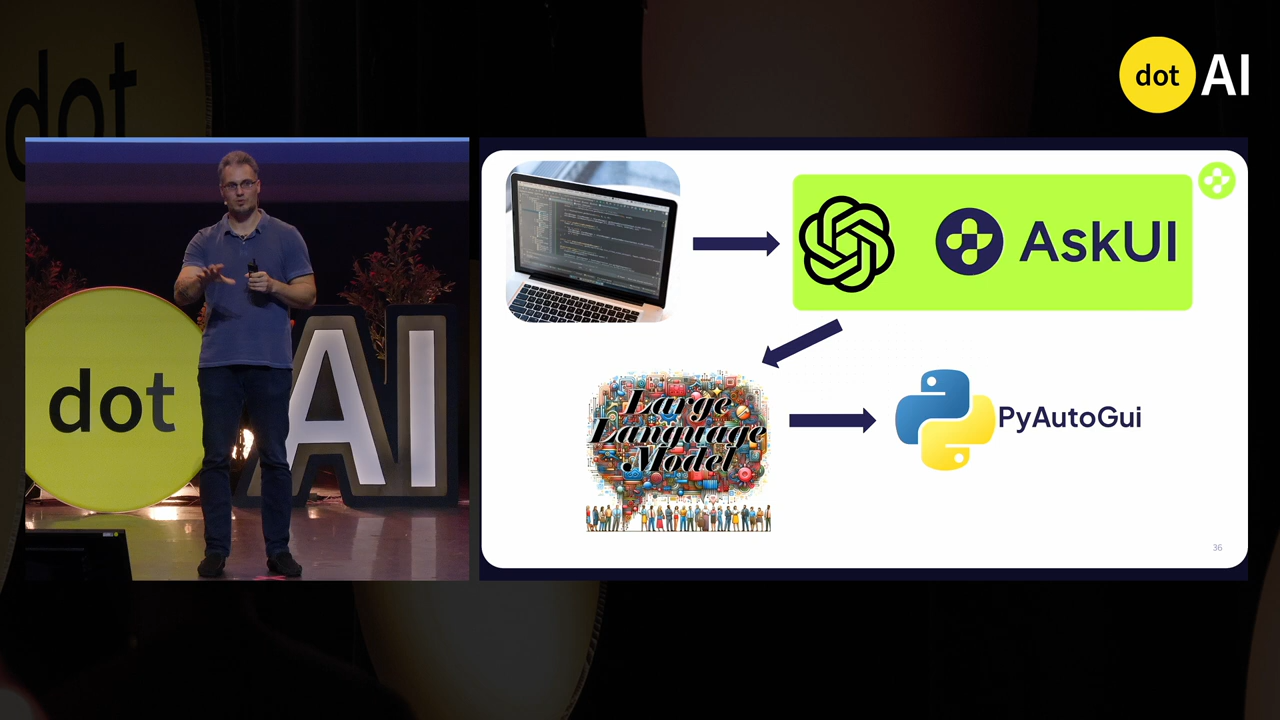 dot
dot AI
AskUI
dot
AI
Large
Language
Model
PyAutoGui
36